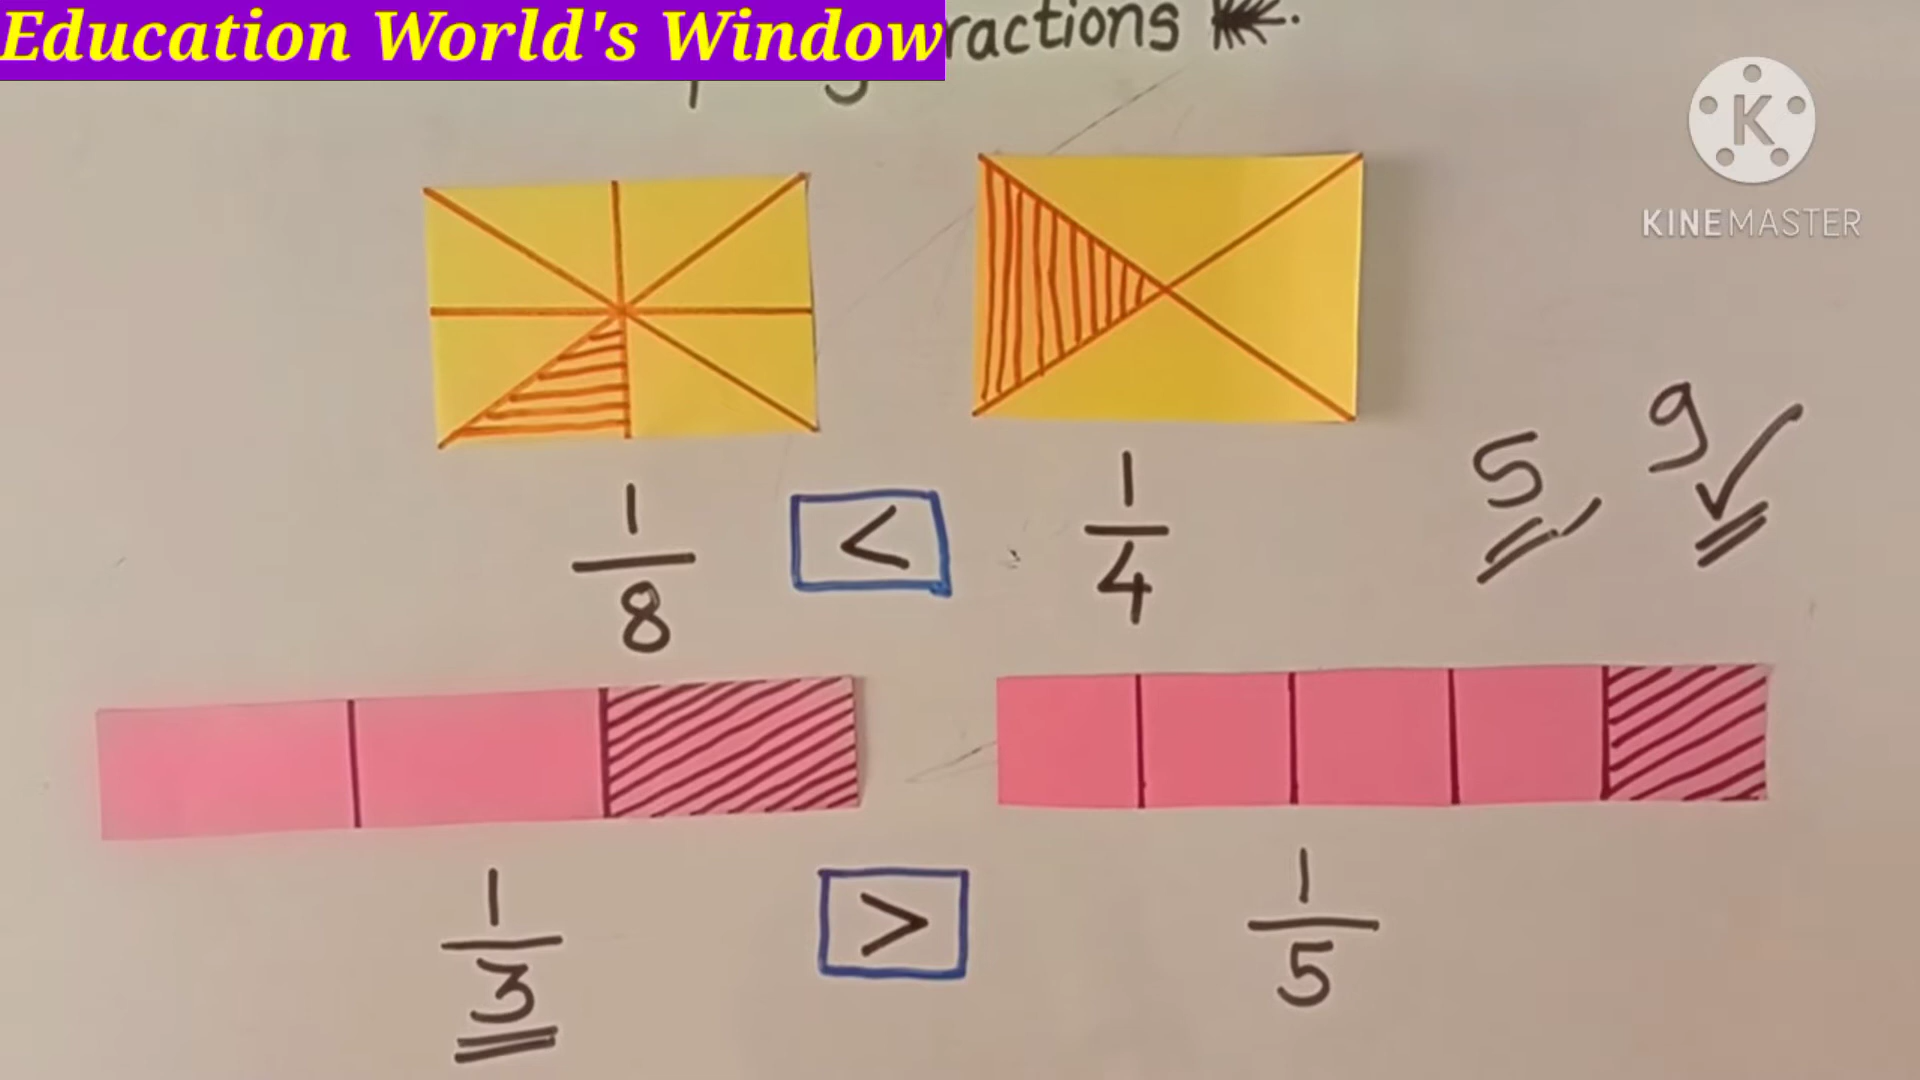 Education World's Window
ractions
KINEMASTER
1/8 < 1/4
5, 9
1/3 > 1/5